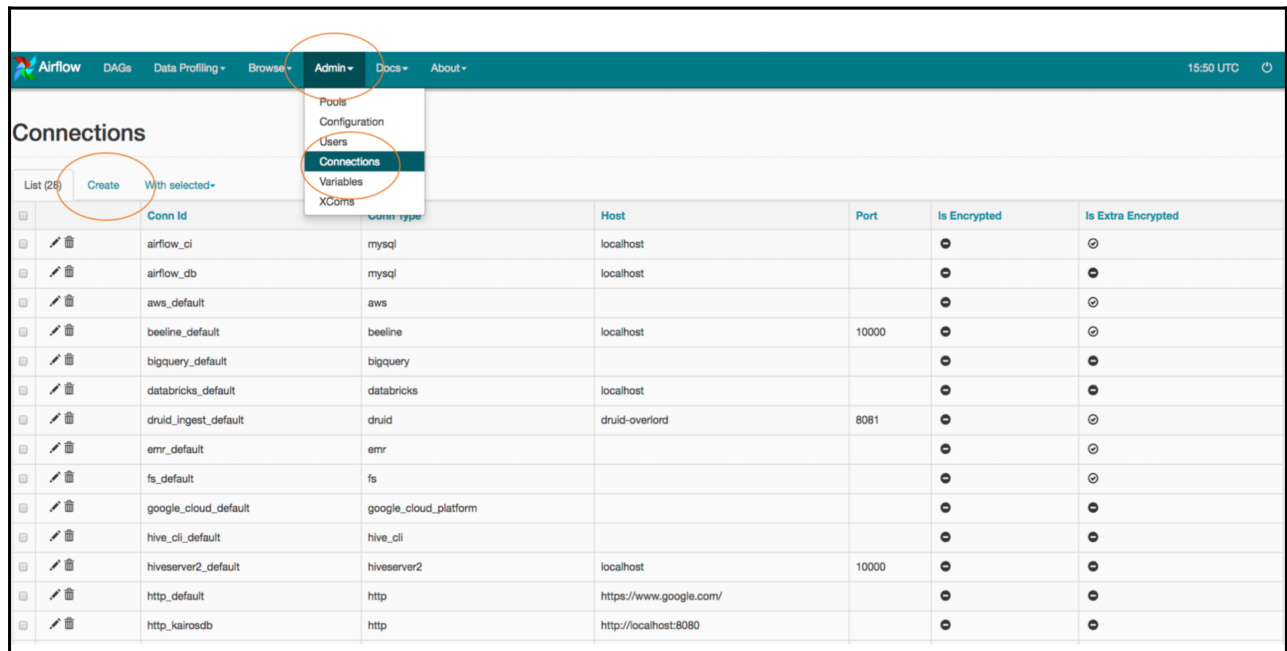 Airflow DAGs Data Profiling Browse Admin Docs About 15:50 UTC
Pools
Configuration
Users
Connections
Variables
XComs
Connections
List (28) Create With selected
Conn Id Conn Type Host Port Is Encrypted Is Extra Encrypted
airflow_ci mysql localhost
airflow_db mysql localhost
aws_default aws
beeline_default beeline localhost 10000
bigquery_default bigquery
databricks_default databricks localhost
druid_ingest_default druid druid-overlord 8081
emr_default emr
fs_default fs
google_cloud_default google_cloud_platform
hive_cli_default hive_cli
hiveserver2_default hiveserver2 localhost 10000
http_default http https://www.google.com/
http_kairosdb http http://localhost:8080